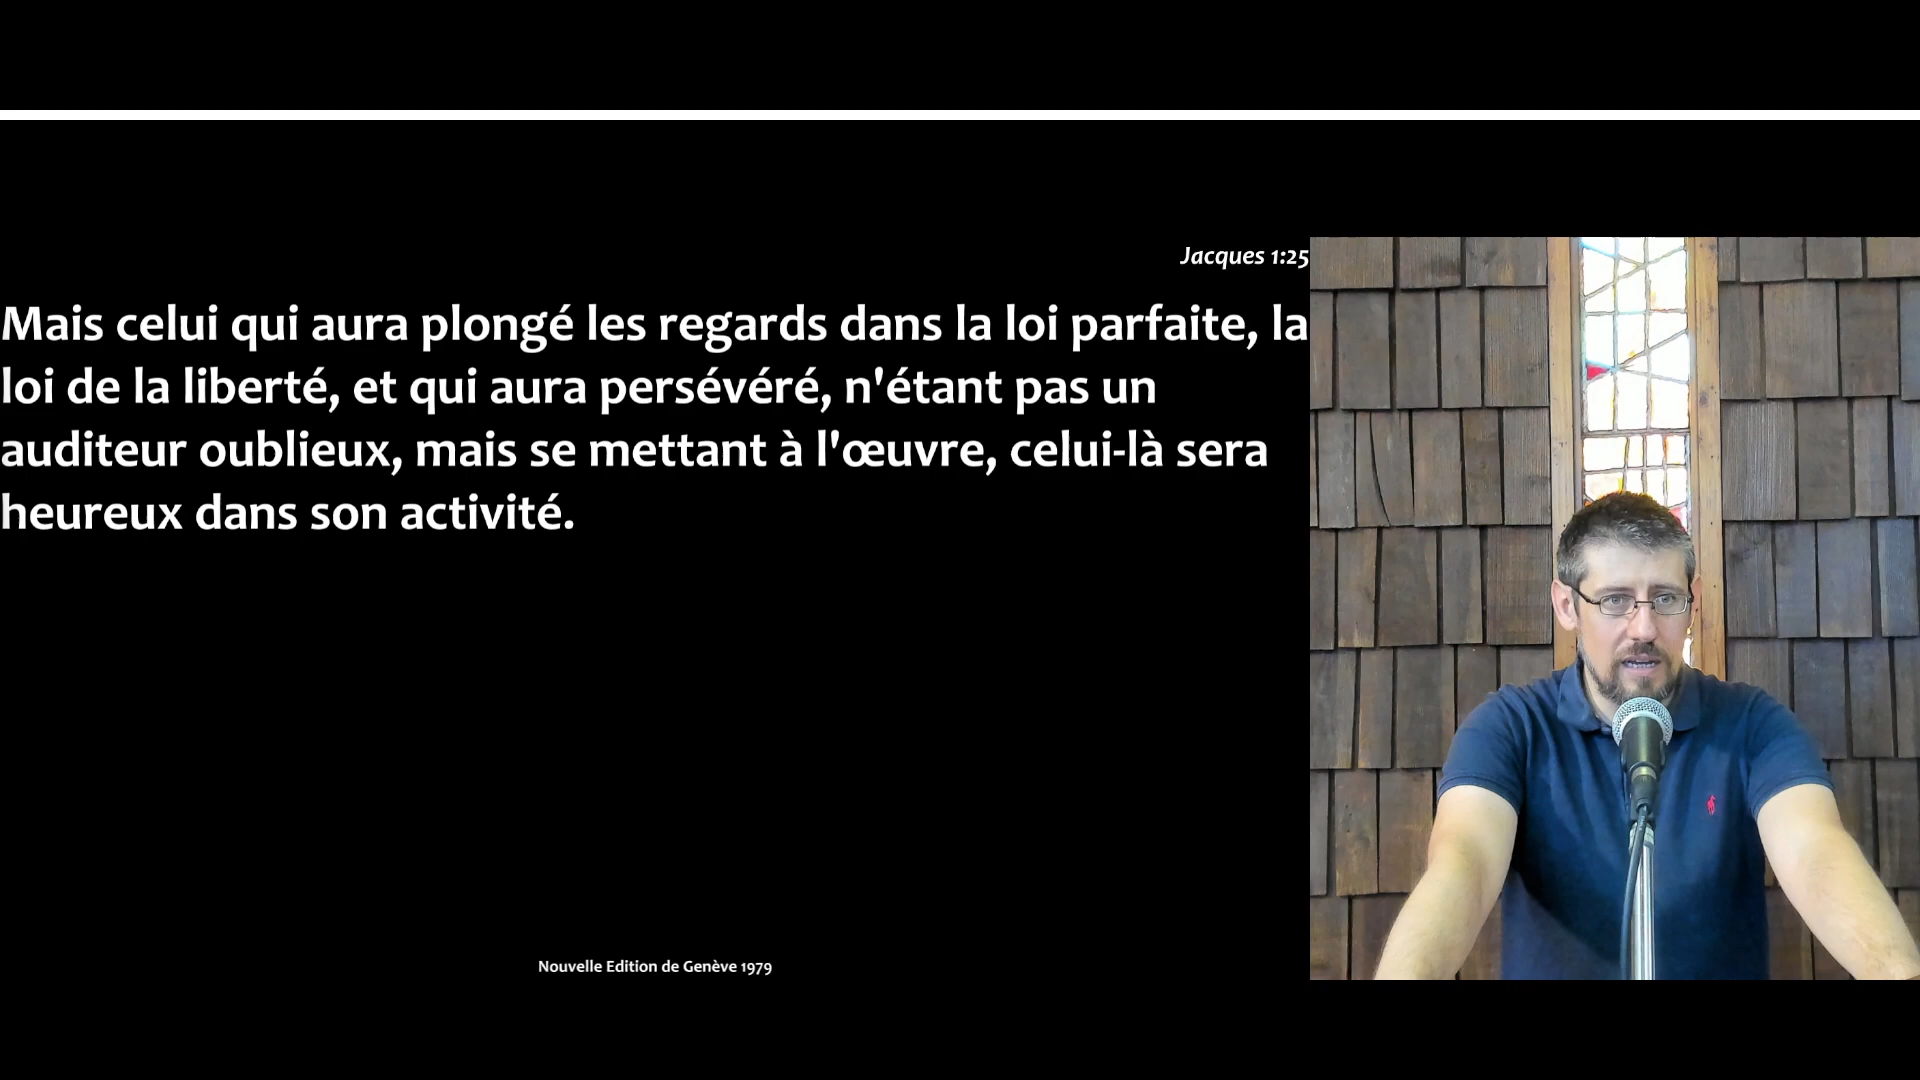 Jacques 1:25
Mais celui qui aura plongé les regards dans la loi parfaite, la
loi de la liberté, et qui aura persévéré, n'étant pas un
auditeur oublieux, mais se mettant à l'œuvre, celui-là sera
heureux dans son activité.
Nouvelle Edition de Genève 1979